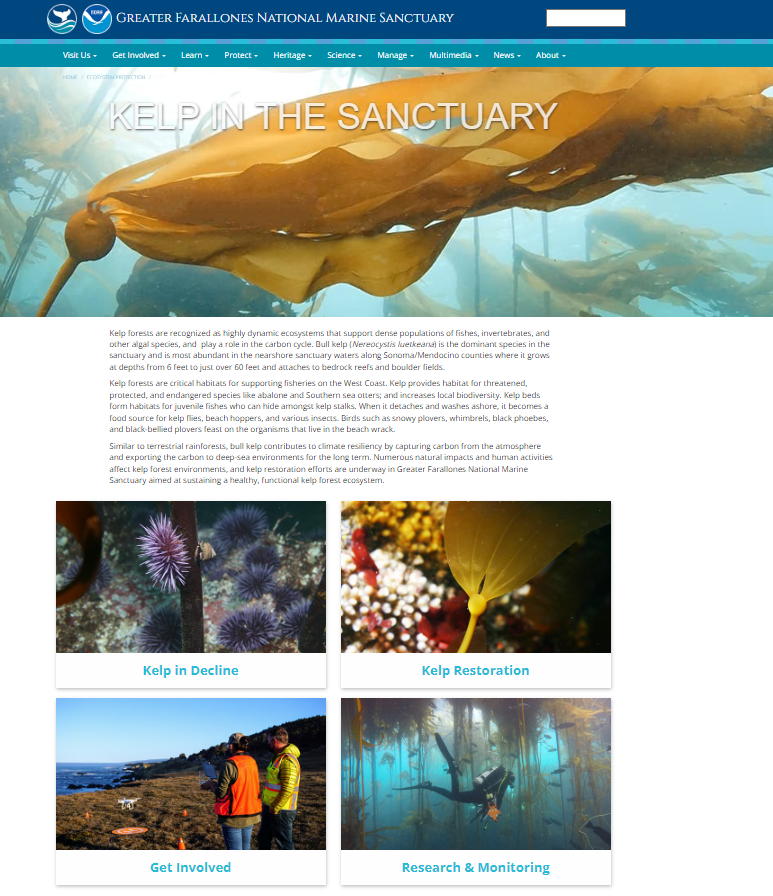 GREATER FARALLONES NATIONAL MARINE SANCTUARY
Visit Us Get Involved Learn Protect Heritage Science Manage Multimedia News About
HOME / ECOSYSTEM PROTECTION /
KELP IN THE SANCTUARY
Kelp forests are recognized as highly dynamic ecosystems that support dense populations of fishes, invertebrates, and
other algal species, and play a role in the carbon cycle. Bull kelp (Nereocystis luetkeana) is the dominant species in the
sanctuary and is most abundant in the nearshore sanctuary waters along Sonoma/Mendocino counties where it grows
at depths from 6 feet to just over 60 feet and attaches to bedrock reefs and boulder fields.
Kelp forests are critical habitats for supporting fisheries on the West Coast. Kelp provides habitat for threatened,
protected, and endangered species like abalone and Southern sea otters; and increases local biodiversity. Kelp beds
form habitats for juvenile fishes who can hide amongst kelp stalks. When it detaches and washes ashore, it becomes a
food source for kelp flies, beach hoppers, and various insects. Birds such as snowy plovers, whimbrels, black phoebes,
and black-bellied plovers feast on the organisms that live in the beach wrack.
Similar to terrestrial rainforests, bull kelp contributes to climate resiliency by capturing carbon from the atmosphere
and exporting the carbon to deep-sea environments for the long term. Numerous natural impacts and human activities
affect kelp forest environments, and kelp restoration efforts are underway in Greater Farallones National Marine
Sanctuary aimed at sustaining a healthy, functional kelp forest ecosystem.
Kelp in Decline
Kelp Restoration
Get Involved
Research & Monitoring